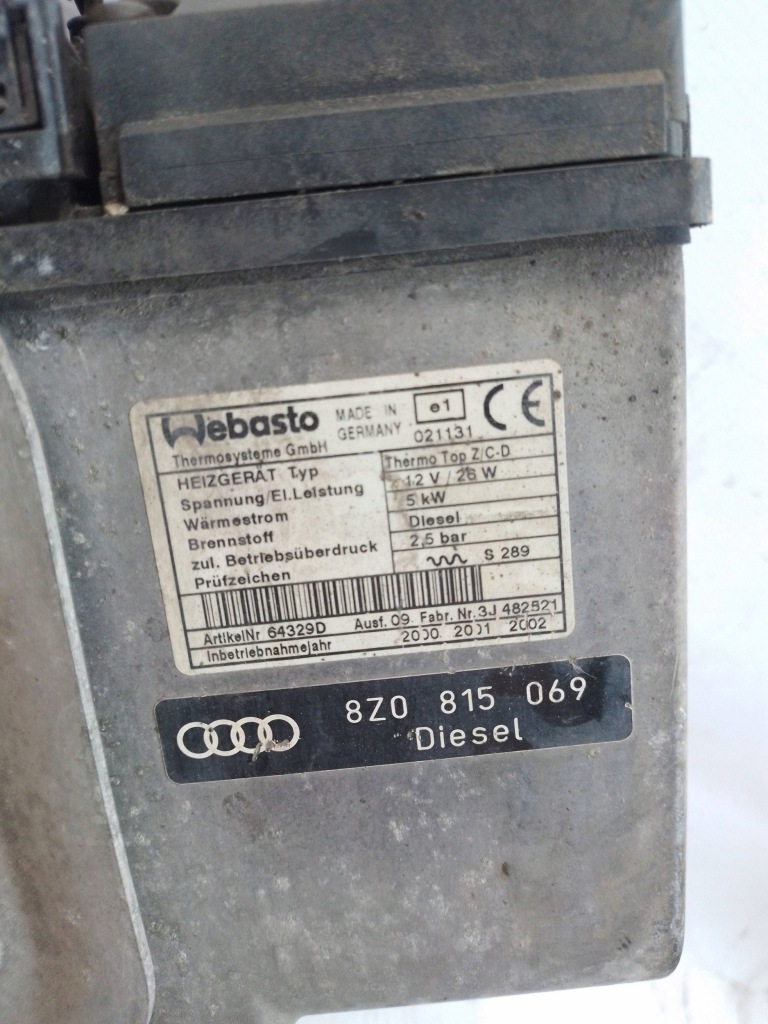 Webasto MADE IN GERMANY e1 CE
Thermosysteme GmbH 021131
HEIZGERÄT Typ Thermo Top Z/C-D
Spannung/El.Leistung 12 V / 28 W
Wärmestrom 5 kW
Brennstoff Diesel
zul. Betriebsüberdruck 2,5 bar
Prüfzeichen S 289
ArtikelNr 64329D Ausf. 09 Fabr. Nr. 3J
Inbetriebnahmejahr 2000 2001 2002
8Z0 815 069
Diesel